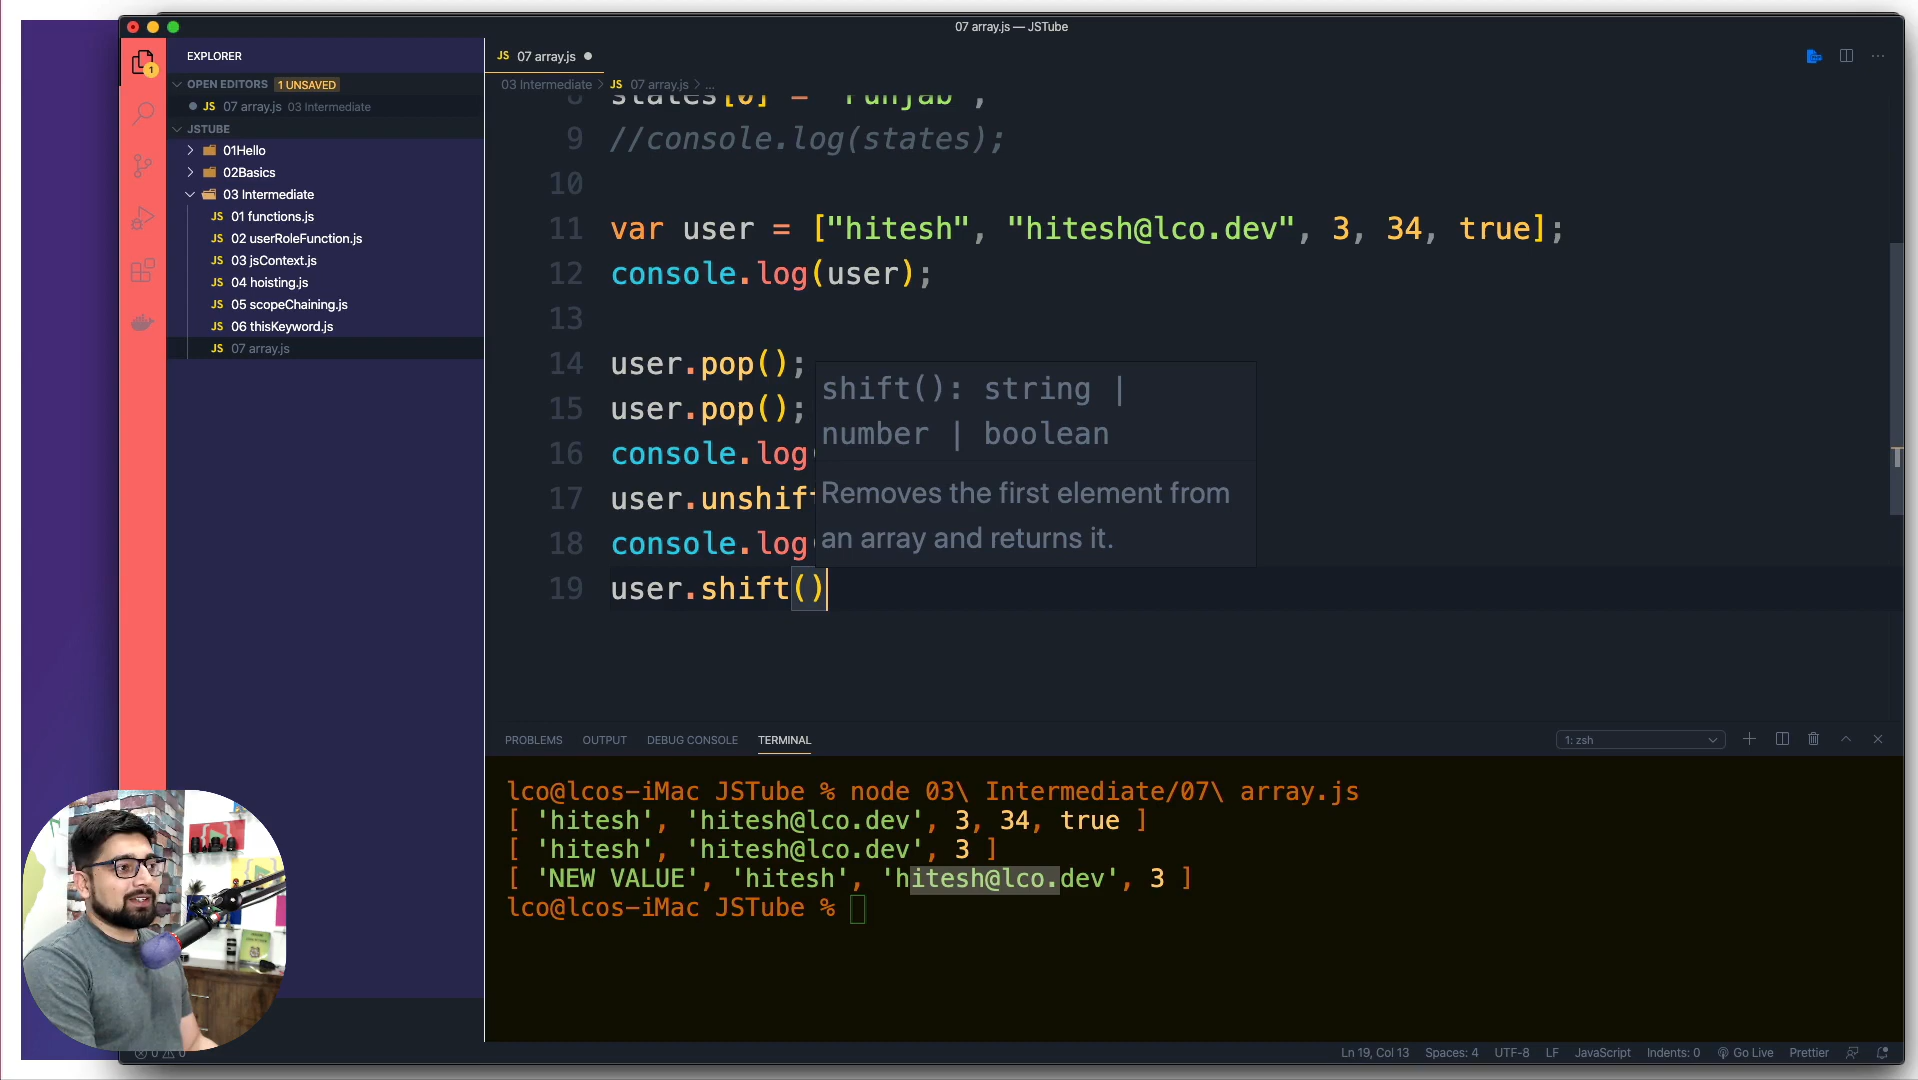 07 array.js — JSTube
EXPLORER
OPEN EDITORS 1 UNSAVED
JS 07 array.js 03 Intermediate
JSTUBE
01Hello
02Basics
03 Intermediate
JS 01 functions.js
JS 02 userRoleFunction.js
JS 03 jsContext.js
JS 04 hoisting.js
JS 05 scopeChaining.js
JS 06 thisKeyword.js
JS 07 array.js
1
JS 07 array.js
03 Intermediate > JS 07 array.js > ...
8 states[0] = "Punjab";
9 //console.log(states);
10
11 var user = ["hitesh", "hitesh@lco.dev", 3, 34, true];
12 console.log(user);
13
14 user.pop();
15 user.pop();
16 console.log
17 user.unshift
18 console.log
19 user.shift()
shift(): string |
number | boolean
Removes the first element from
an array and returns it.
PROBLEMS OUTPUT DEBUG CONSOLE TERMINAL 1: zsh
lco@lcos-iMac JSTube % node 03\ Intermediate/07\ array.js
[ 'hitesh', 'hitesh@lco.dev', 3, 34, true ]
[ 'hitesh', 'hitesh@lco.dev', 3 ]
[ 'NEW VALUE', 'hitesh', 'hitesh@lco.dev', 3 ]
lco@lcos-iMac JSTube %
0 0 Ln 19, Col 13 Spaces: 4 UTF-8 LF JavaScript Indents: 0 Go Live Prettier